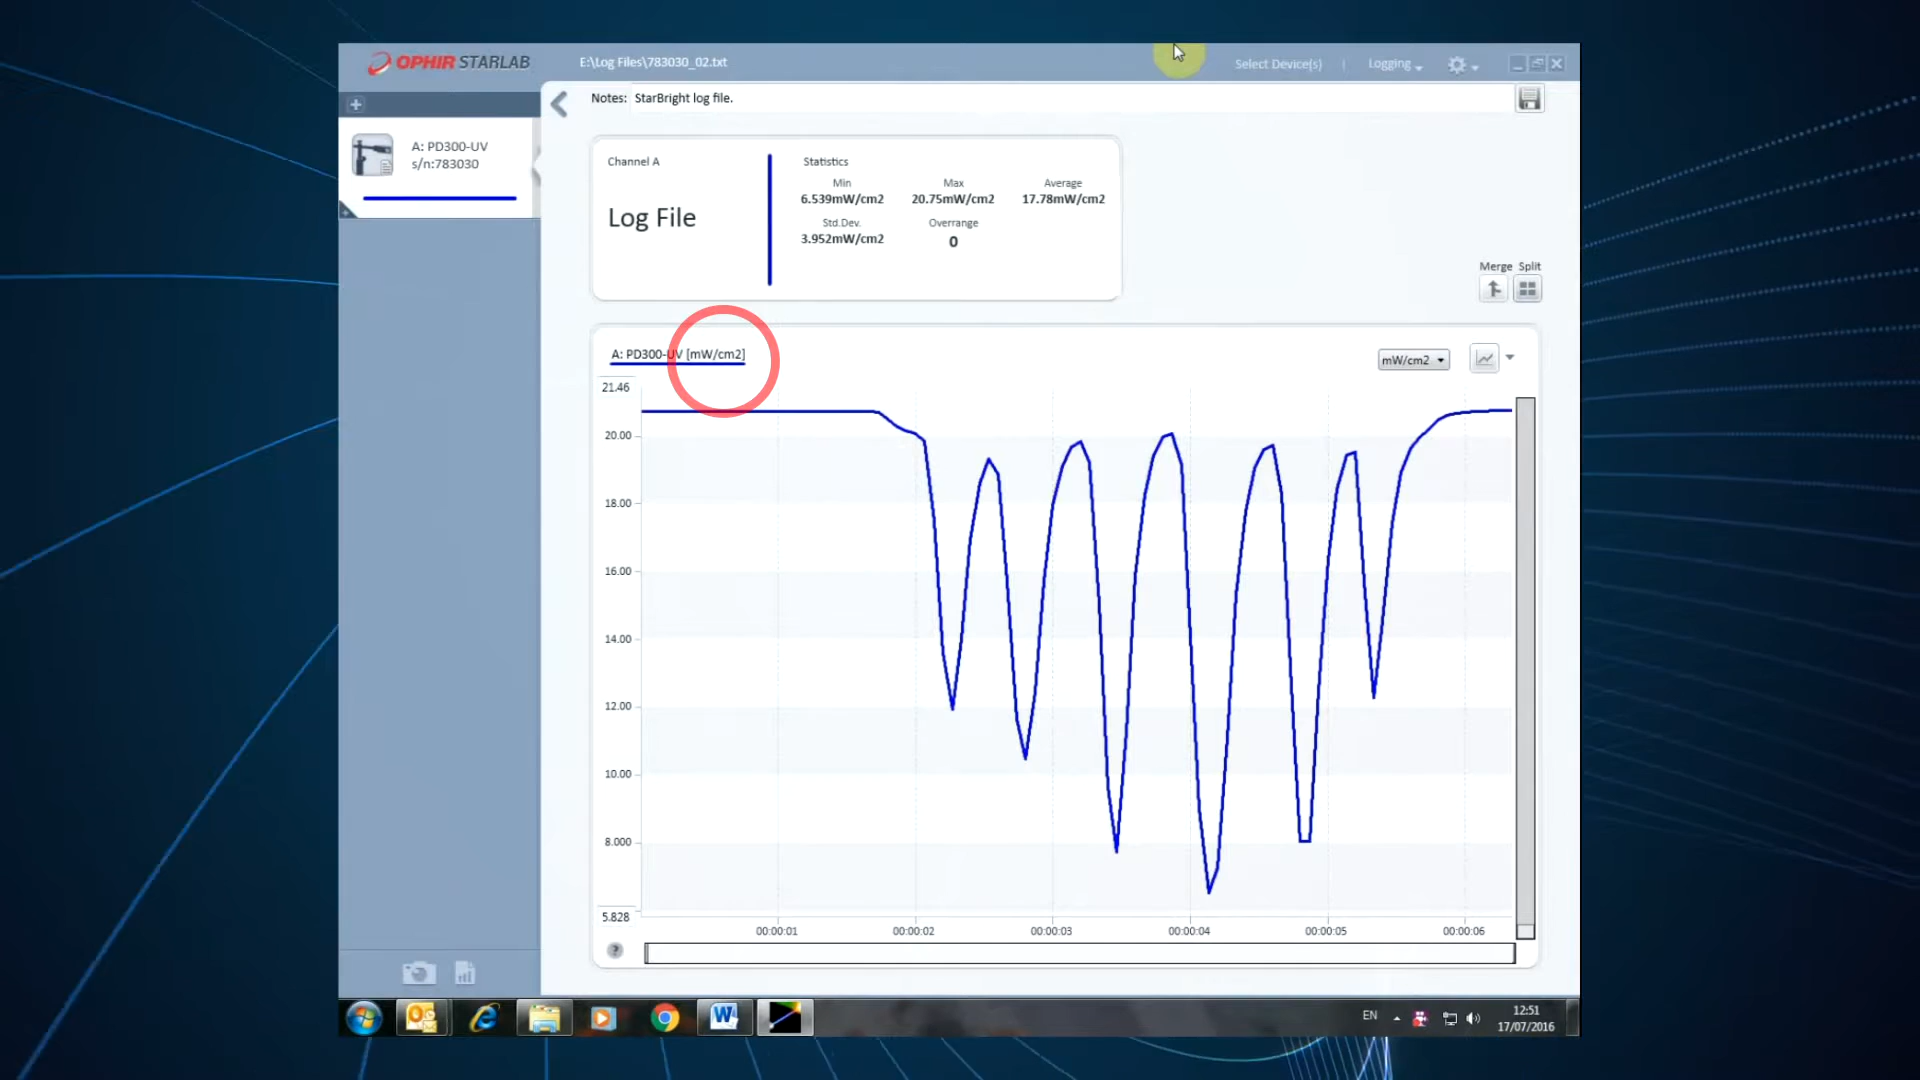 OPHIR STARLAB
E:\Log Files\783030_02.txt
Select Device(s)
Logging
Notes: StarBright log file.
A: PD300-UV
s/n:783030
Channel A
Log File
Statistics
Min
Max
Average
6.539mW/cm2
20.75mW/cm2
17.78mW/cm2
Std.Dev.
Overrange
3.952mW/cm2
0
Merge
Split
A: PD300-UV [mW/cm2]
mW/cm2
21.46
20.00
18.00
16.00
14.00
12.00
10.00
8.000
5.828
00:00:01
00:00:02
00:00:03
00:00:04
00:00:05
00:00:06
?
EN
12:51
17/07/2016